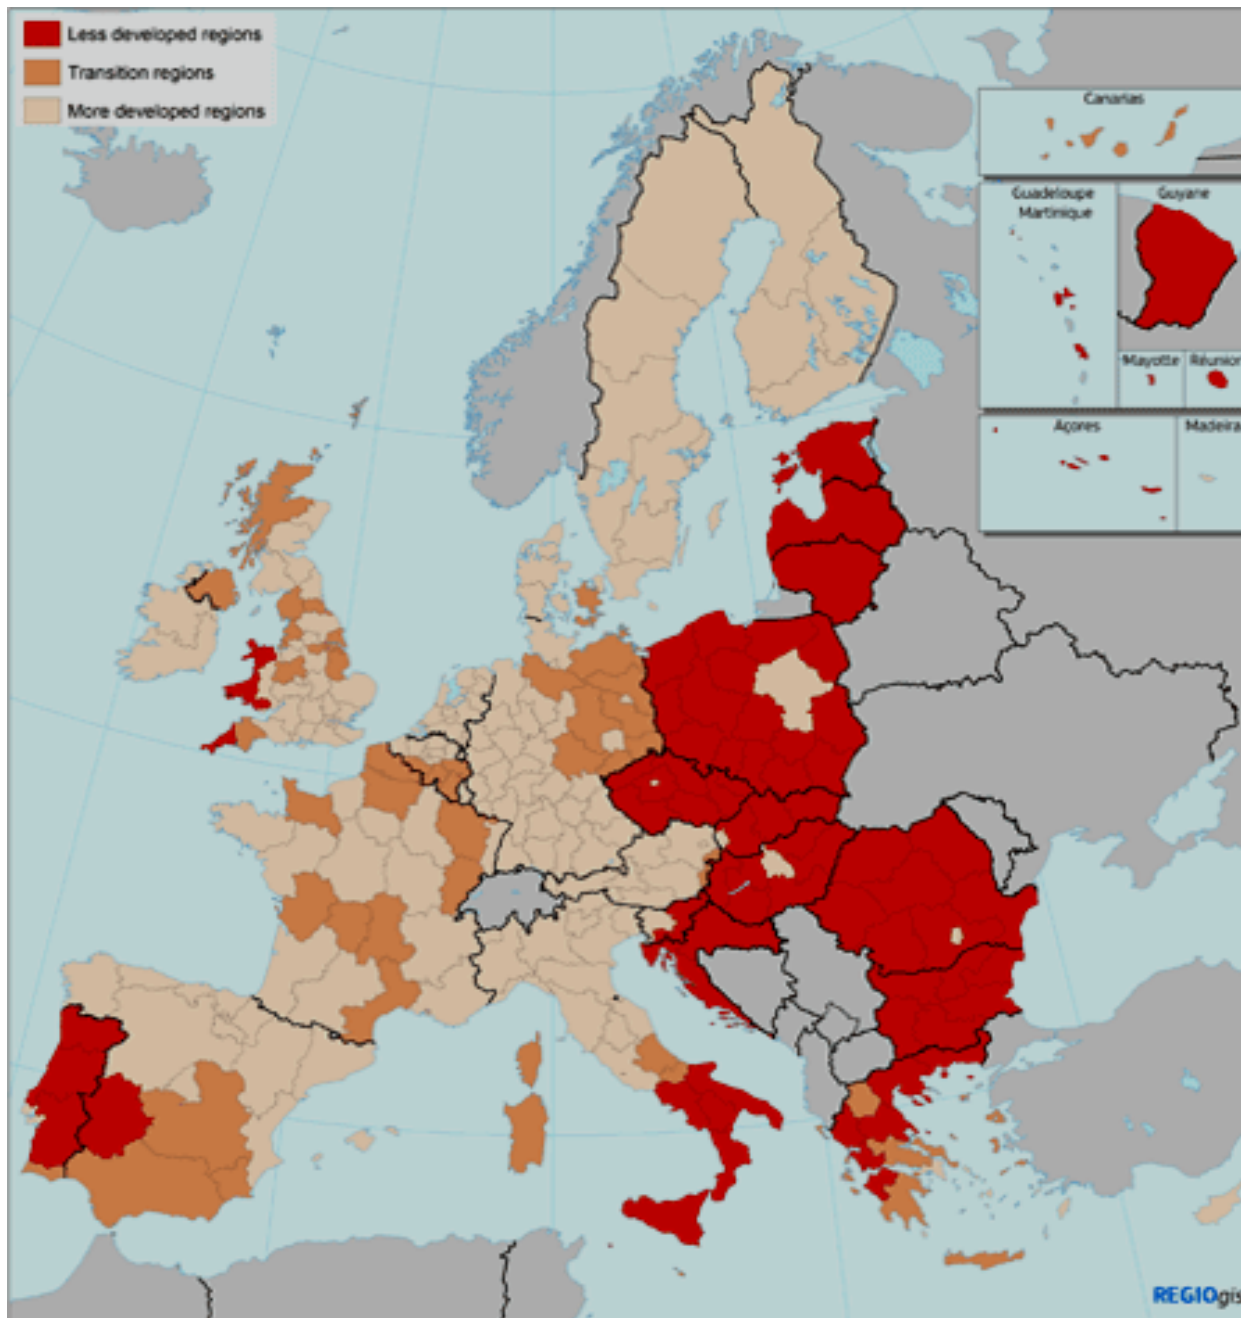 Less developed regions
Transition regions
More developed regions
Canarias
Guadeloupe
Martinique
Guyane
Mayotte
Réunion
Açores
Madeira
REGIOgis